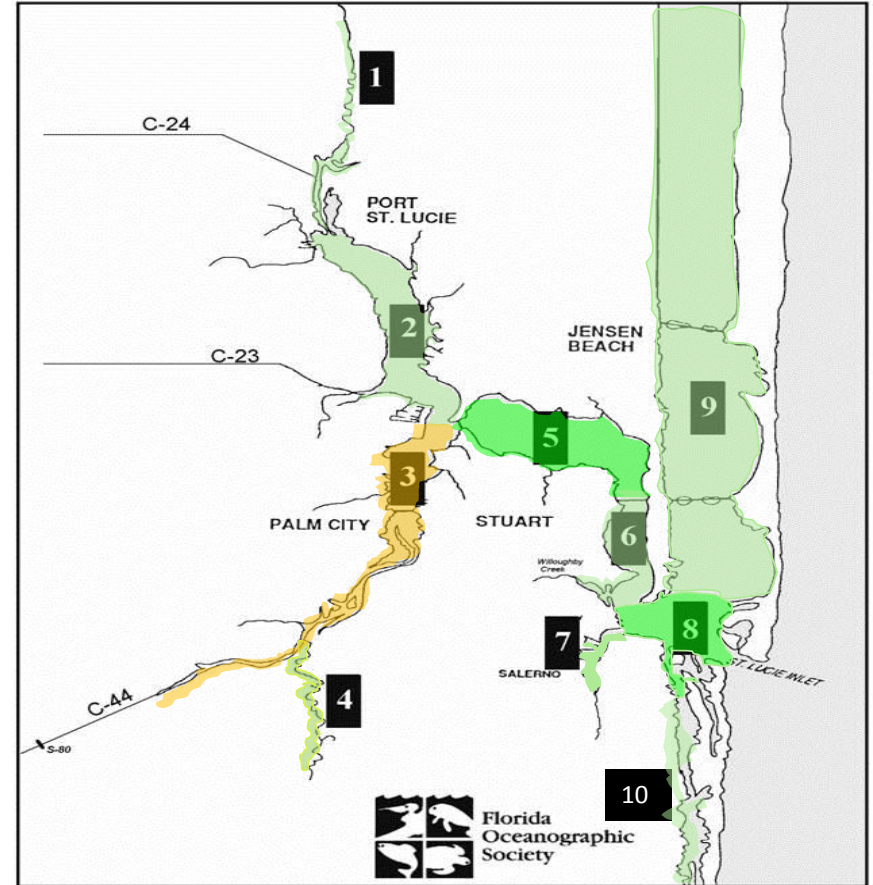 1
C-24
PORT
ST. LUCIE
2
JENSEN
BEACH
C-23
9
5
3
PALM CITY
STUART
6
Willoughby
Creek
7
8
SALERNO
ST. LUCIE INLET
4
C-44
S-80
10
Florida
Oceanographic
Society